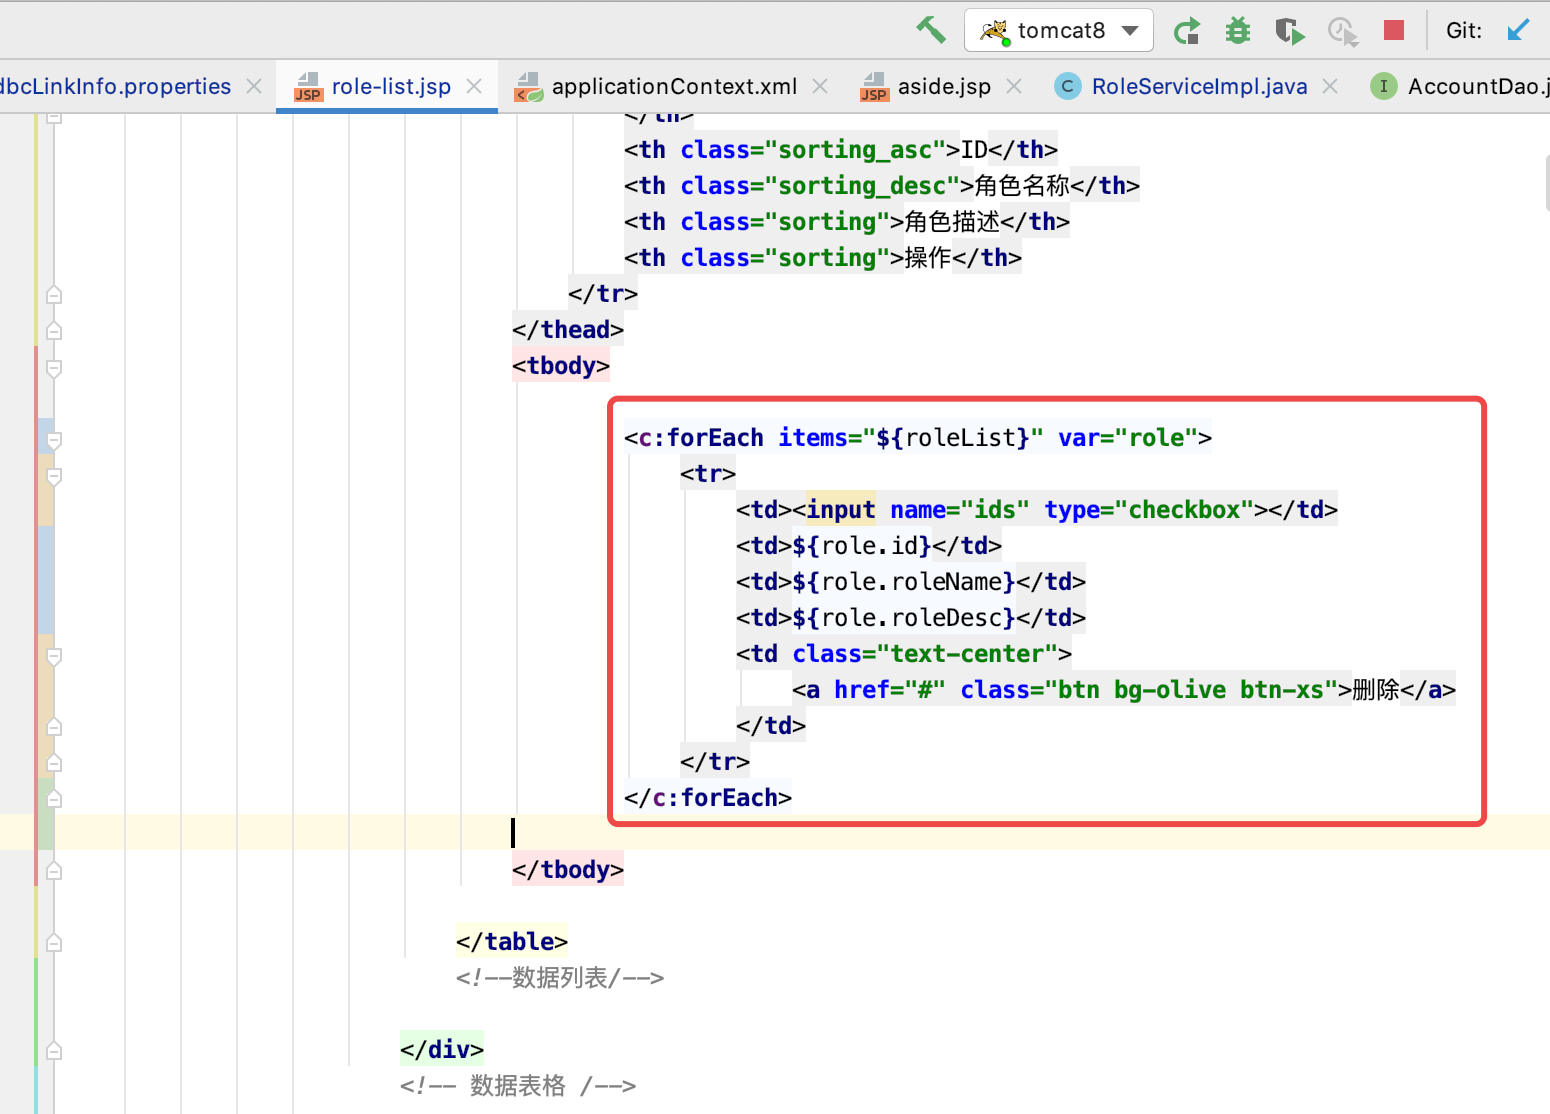 tomcat8 Git:
dbcLinkInfo.properties role-list.jsp applicationContext.xml aside.jsp RoleServiceImpl.java AccountDao.j
</th>
<th class="sorting_asc">ID</th>
<th class="sorting_desc">角色名称</th>
<th class="sorting">角色描述</th>
<th class="sorting">操作</th>
</tr>
</thead>
<tbody>
<c:forEach items="${roleList}" var="role">
<tr>
<td><input name="ids" type="checkbox"></td>
<td>${role.id}</td>
<td>${role.roleName}</td>
<td>${role.roleDesc}</td>
<td class="text-center">
<a href="#" class="btn bg-olive btn-xs">删除</a>
</td>
</tr>
</c:forEach>
</tbody>
</table>
<!--数据列表/-->
</div>
<!-- 数据表格 /-->